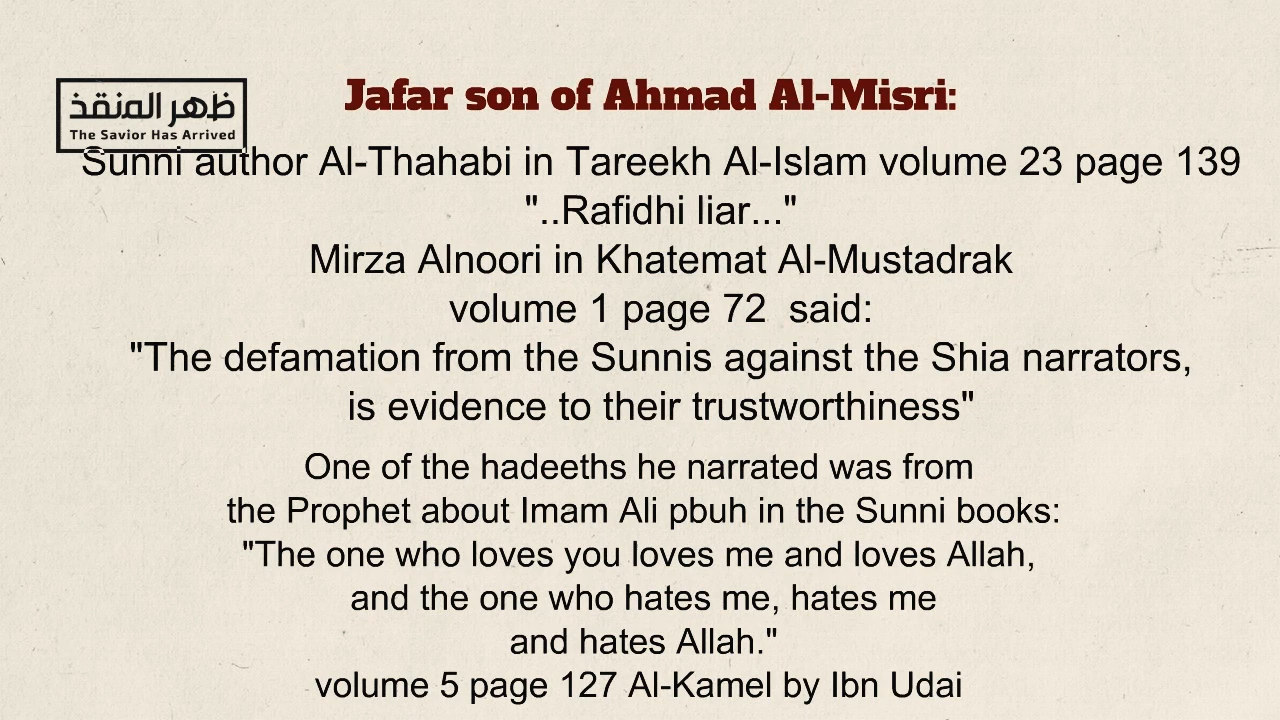 ظهر المنقذ
The Savior Has Arrived
Jafar son of Ahmad Al-Misri:
Sunni author Al-Thahabi in Tareekh Al-Islam volume 23 page 139
"..Rafidhi liar..."
Mirza Alnoori in Khatemat Al-Mustadrak
volume 1 page 72 said:
"The defamation from the Sunnis against the Shia narrators,
is evidence to their trustworthiness"
One of the hadeeths he narrated was from
the Prophet about Imam Ali pbuh in the Sunni books:
"The one who loves you loves me and loves Allah,
and the one who hates me, hates me
and hates Allah."
volume 5 page 127 Al-Kamel by Ibn Udai